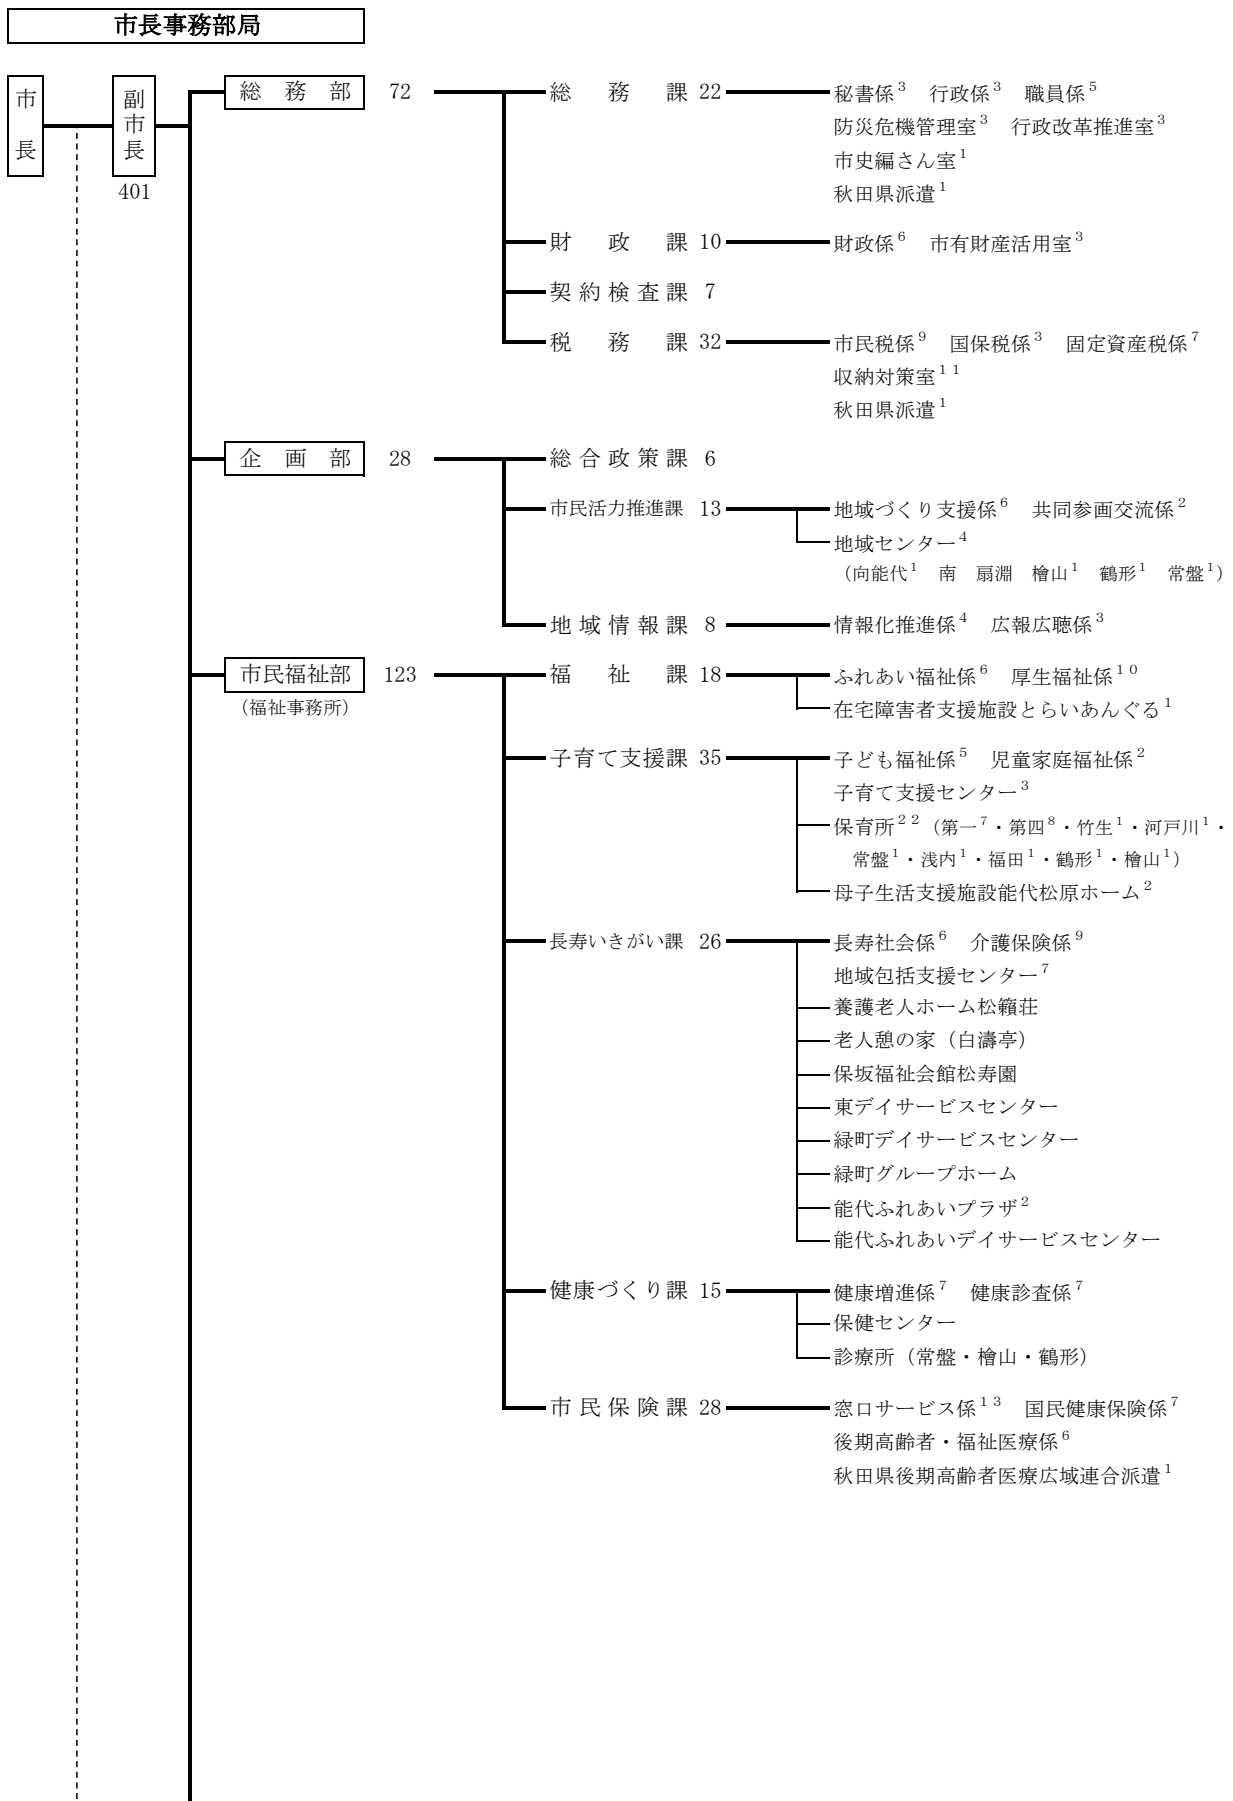 市長事務部局
市長
副市長
401
総務部 72
総務課 22
秘書係3 行政係3 職員係5
防災危機管理室3 行政改革推進室3
市史編さん室1
秋田県派遣1
財政課 10
財政係6 市有財産活用室3
契約検査課 7
税務課 32
市民税係9 国保税係3 固定資産税係7
収納対策室11
秋田県派遣1
企画部 28
総合政策課 6
市民活力推進課 13
地域づくり支援係6 共同参画交流係2
地域センター4
（向能代1 南 扇淵 檜山1 鶴形1 常盤1）
地域情報課 8
情報化推進係4 広報広聴係3
市民福祉部 123
（福祉事務所）
福祉課 18
ふれあい福祉係6 厚生福祉係10
在宅障害者支援施設とらいあんぐる1
子育て支援課 35
子ども福祉係5 児童家庭福祉係2
子育て支援センター3
保育所22（第一7・第四8・竹生1・河戸川1・
常盤1・浅内1・福田1・鶴形1・檜山1）
母子生活支援施設能代松原ホーム2
長寿いきがい課 26
長寿社会係6 介護保険係9
地域包括支援センター7
養護老人ホーム松籟荘
老人憩の家（白濤亭）
保坂福祉会館松寿園
東デイサービスセンター
緑町デイサービスセンター
緑町グループホーム
能代ふれあいプラザ2
能代ふれあいデイサービスセンター
健康づくり課 15
健康増進係7 健康診査係7
保健センター
診療所（常盤・檜山・鶴形）
市民保険課 28
窓口サービス係13 国民健康保険係7
後期高齢者・福祉医療係6
秋田県後期高齢者医療広域連合派遣1